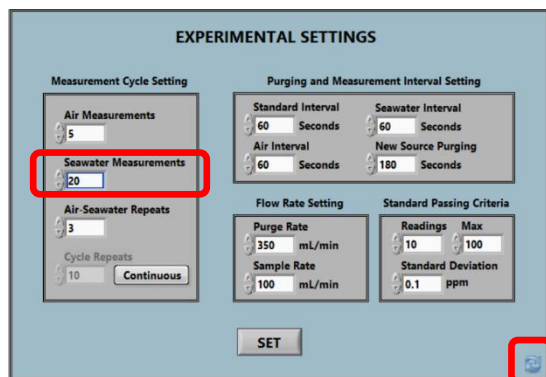 EXPERIMENTAL SETTINGS
Measurement Cycle Setting
Air Measurements
5
Seawater Measurements
20
Air-Seawater Repeats
3
Cycle Repeats
10 Continuous
Purging and Measurement Interval Setting
Standard Interval Seawater Interval
60 Seconds 60 Seconds
Air Interval New Source Purging
60 Seconds 180 Seconds
Flow Rate Setting
Purge Rate
350 mL/min
Sample Rate
100 mL/min
Standard Passing Criteria
Readings Max
10 100
Standard Deviation
0.1 ppm
SET